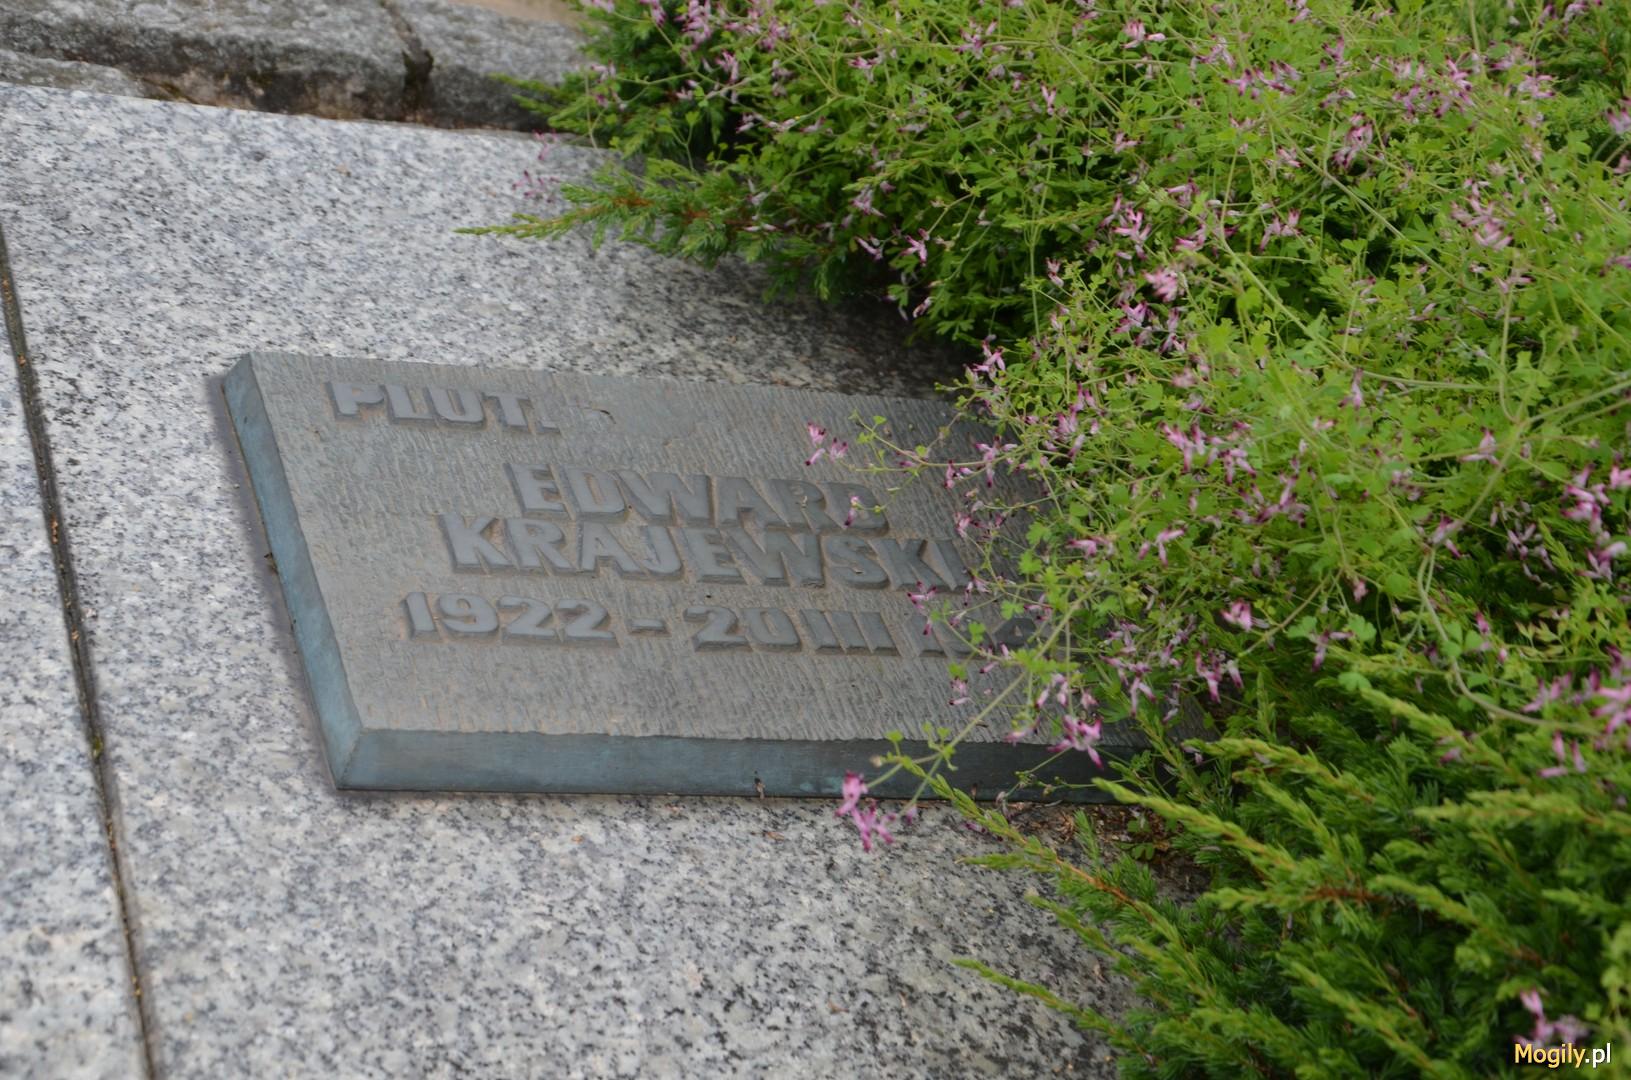 PLUT.
EDWARD
KRAJEWSKI
1922 - 20 III
Mogily.pl